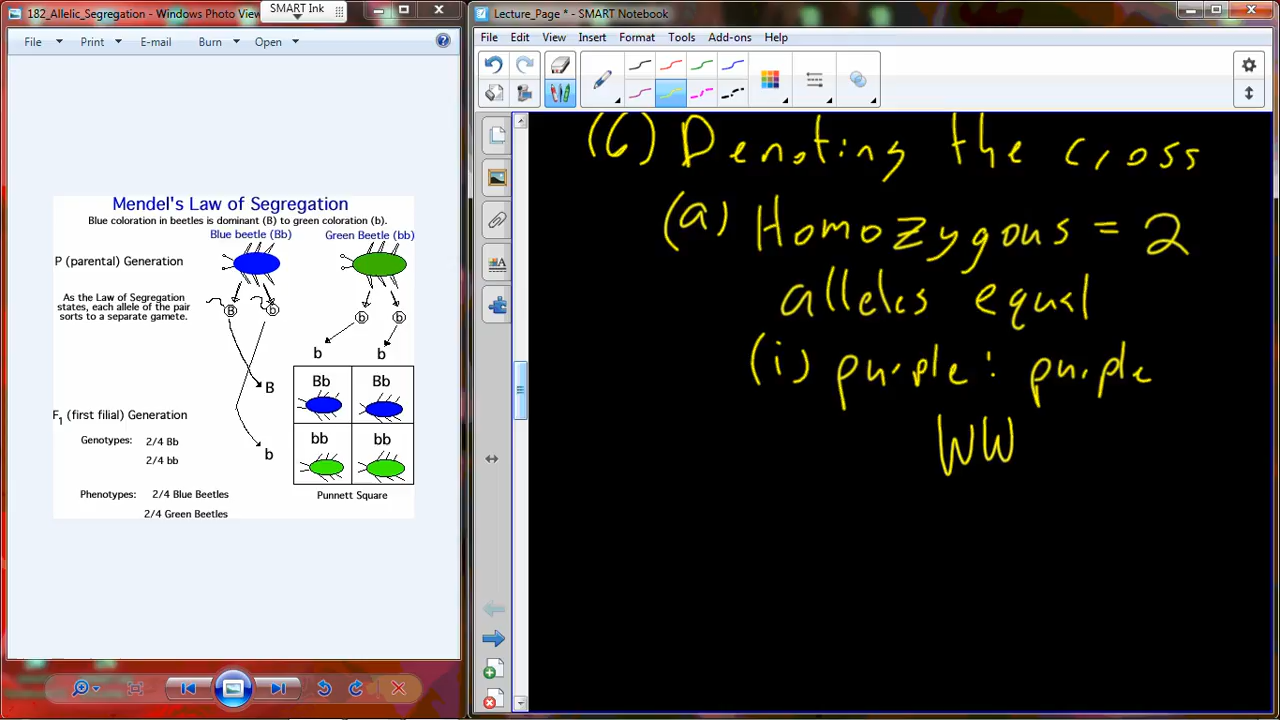 182_Allelic_Segregation - Windows Photo View
SMART Ink
File Print E-mail Burn Open
Mendel's Law of Segregation
Blue coloration in beetles is dominant (B) to green coloration (b).
Blue beetle (Bb) Green Beetle (bb)
P (parental) Generation
As the Law of Segregation
states, each allele of the pair
sorts to a separate gamete.
B b b b
b b
Bb Bb
B
F1 (first filial) Generation
bb bb
Genotypes: 2/4 Bb
b
2/4 bb
Phenotypes: 2/4 Blue Beetles
Punnett Square
2/4 Green Beetles
Lecture_Page * - SMART Notebook
File Edit View Insert Format Tools Add-ons Help
(6) Denoting the cross
(a) Homozygous = 2
alleles equal
(i) purple : purple
WW